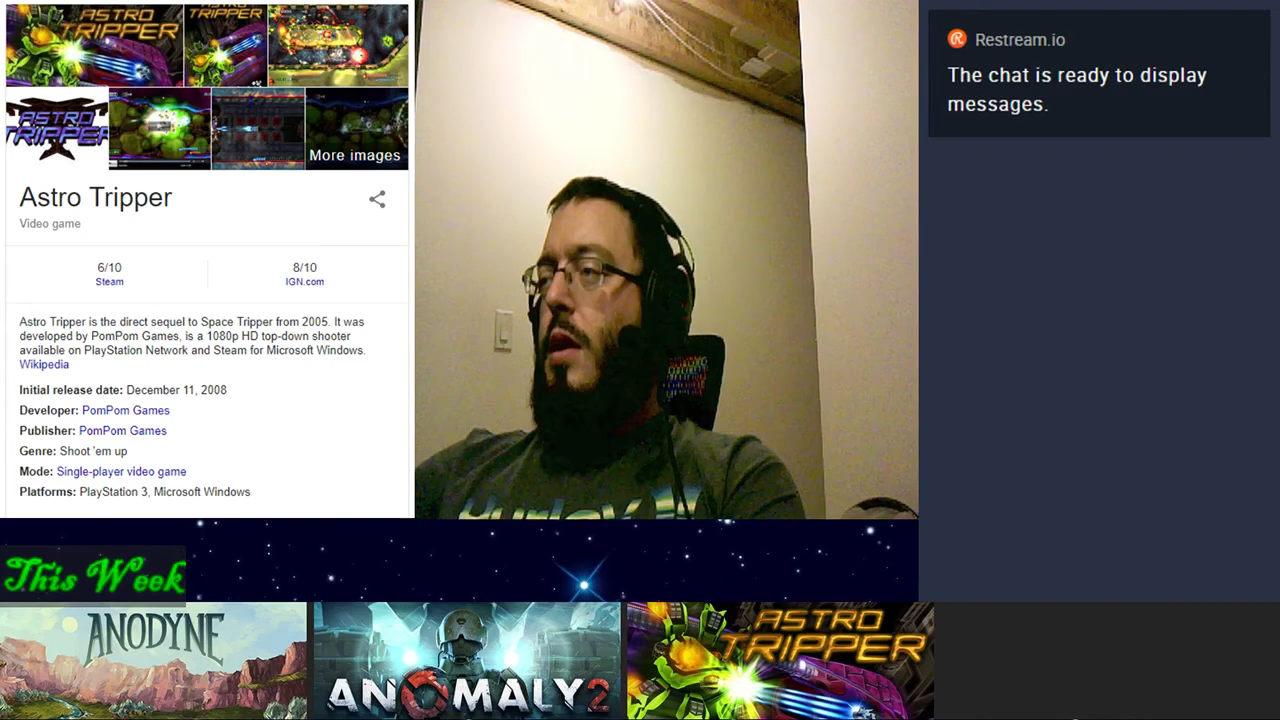 ASTRO
TRIPPER
ASTRO
TRIPPER
ASTRO
TRIPPER
More images
Astro Tripper
Video game
6/10
Steam
8/10
IGN.com
Astro Tripper is the direct sequel to Space Tripper from 2005. It was
developed by PomPom Games, is a 1080p HD top-down shooter
available on PlayStation Network and Steam for Microsoft Windows.
Wikipedia
Initial release date: December 11, 2008
Developer: PomPom Games
Publisher: PomPom Games
Genre: Shoot 'em up
Mode: Single-player video game
Platforms: PlayStation 3, Microsoft Windows
Hurley
Restream.io
The chat is ready to display
messages.
This Week
ANODYNE
ANOMALY 2
ASTRO
TRIPPER